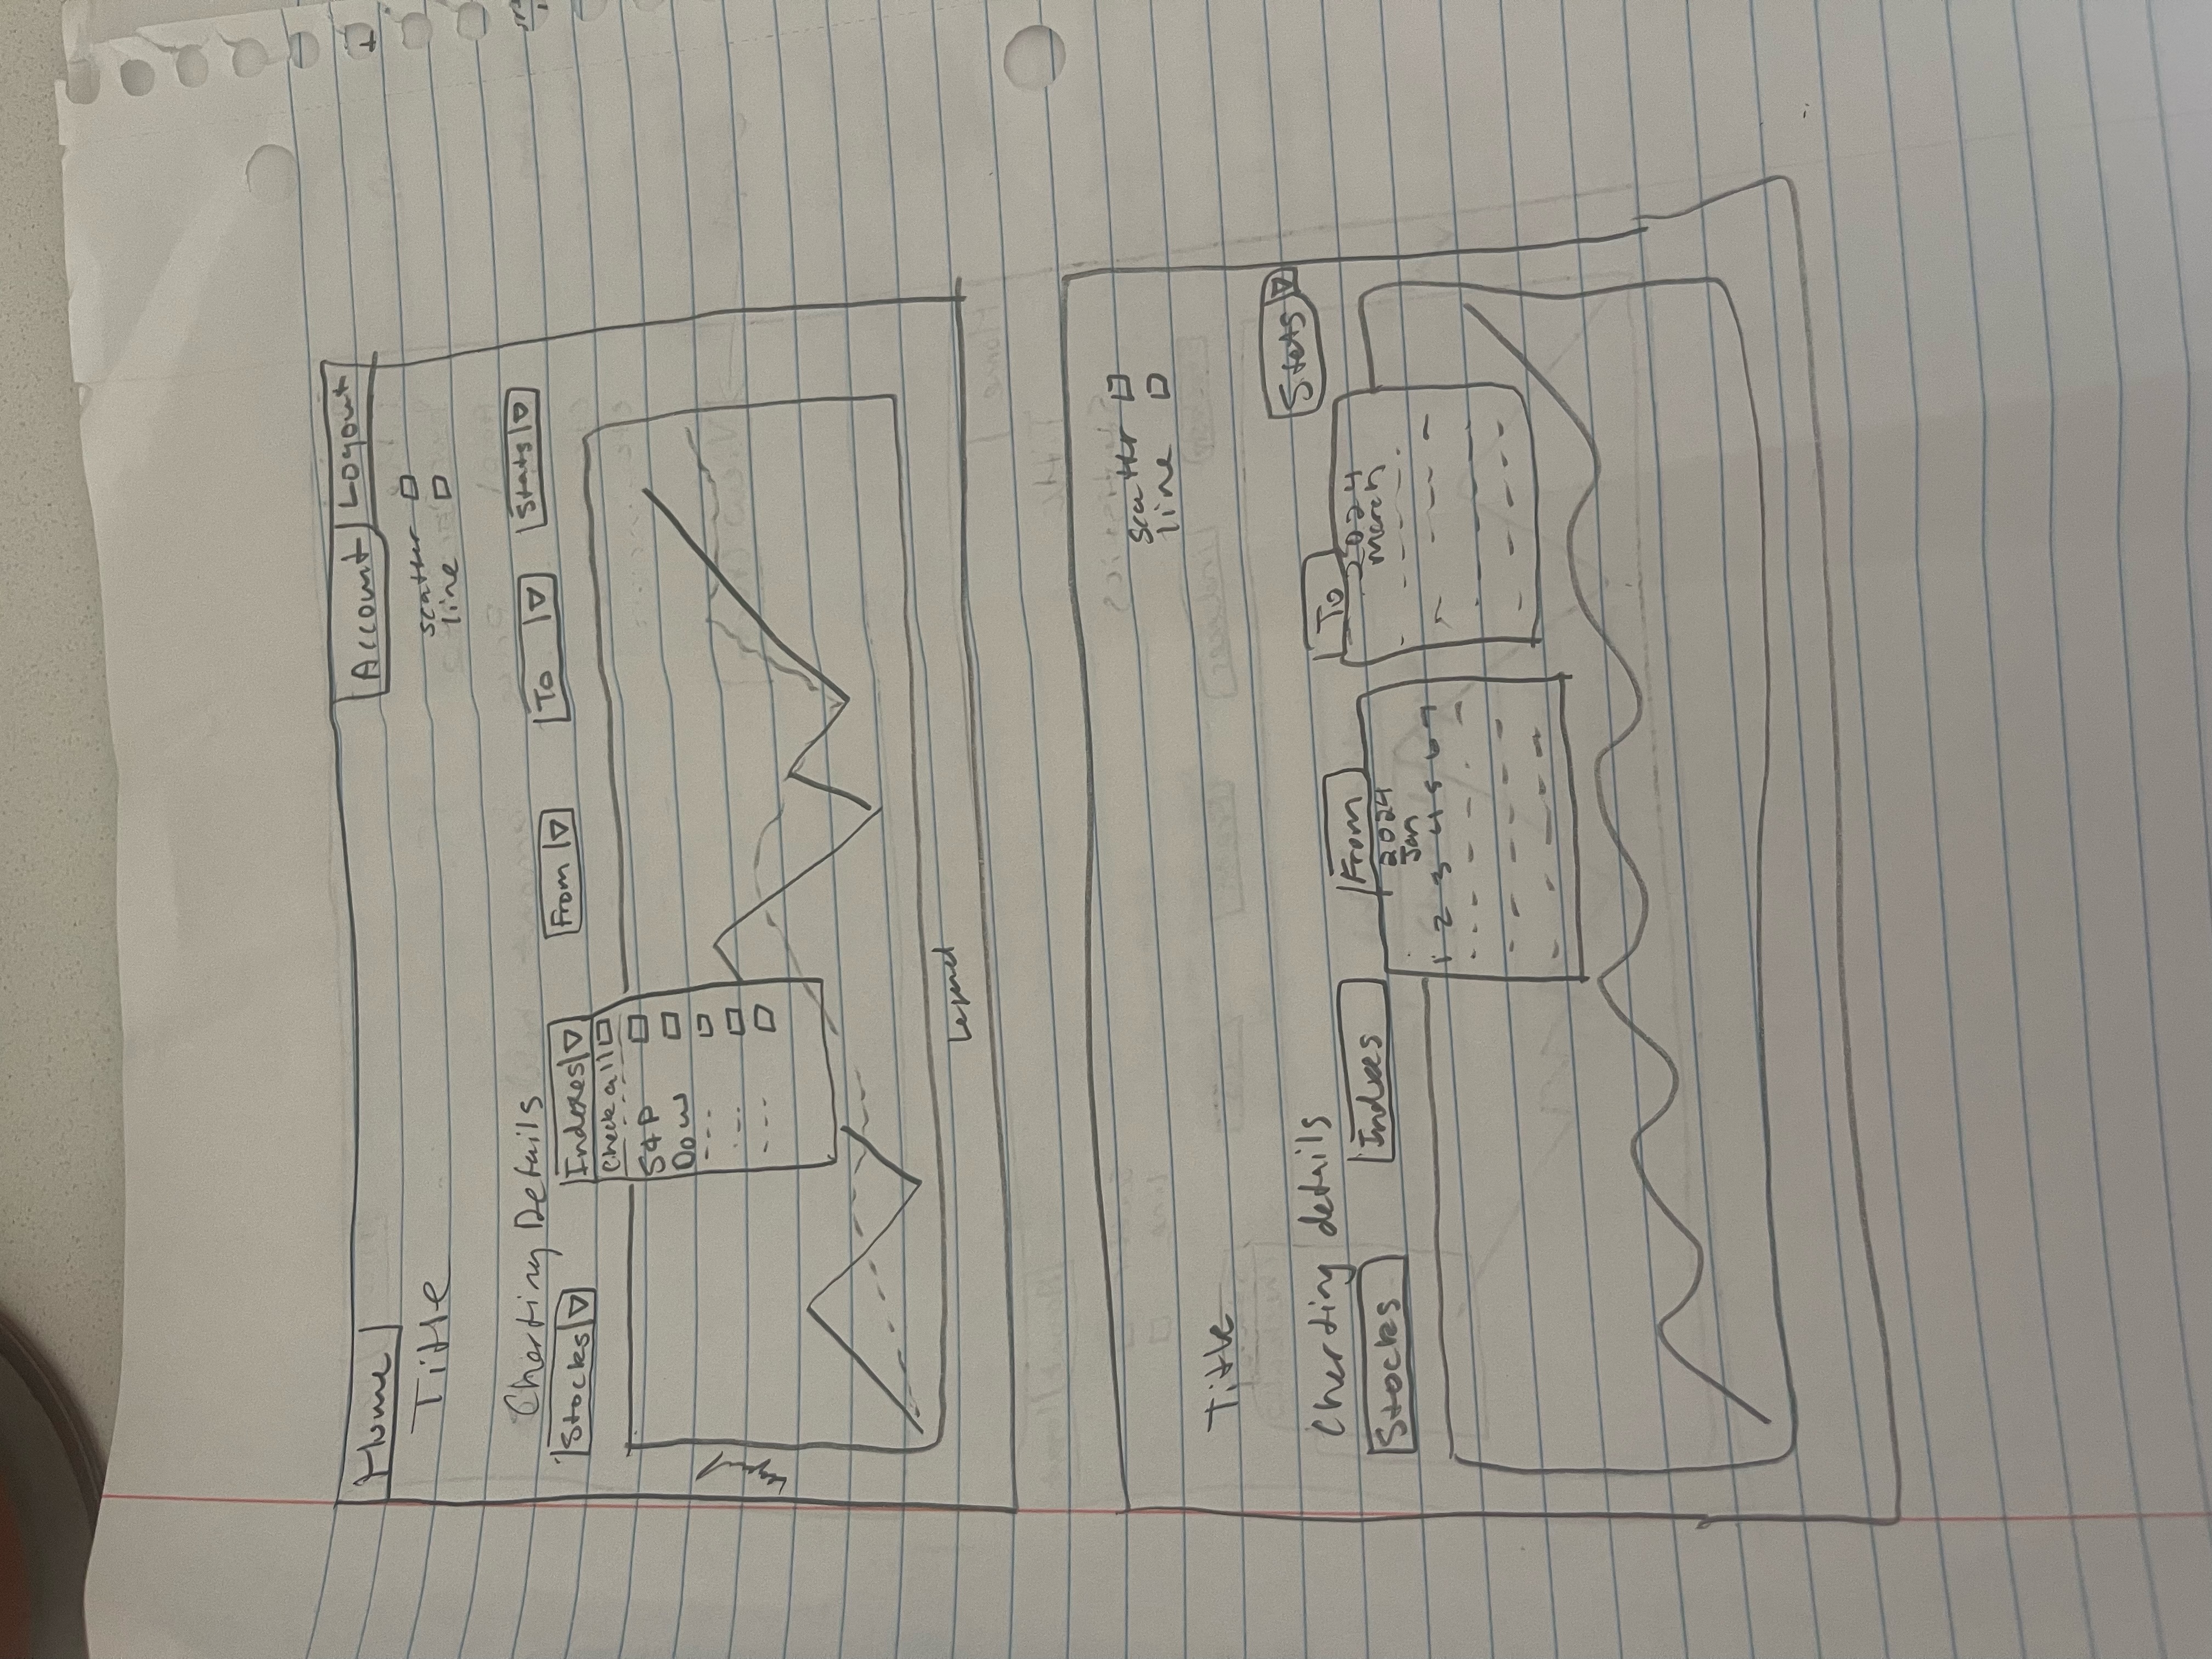 Home
Account Logout
Title
scatter
line
Charting Details
Stocks Indexes From To Stats
Check all
S&P
Dow
Legend
Legend
scatter
line
Title
Stats
Charting details
Stocks Indexes From To
2024
Jan
1 2 3 4 5 6 7
2024
March